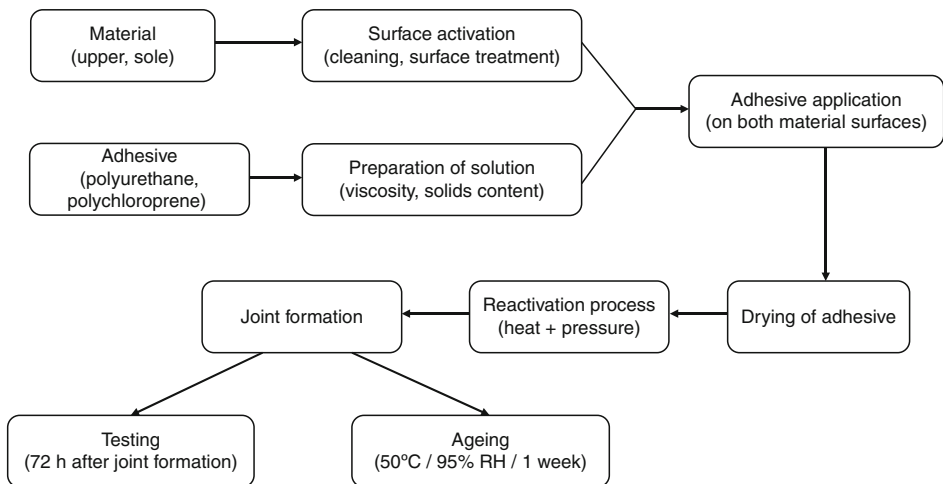 Material
(upper, sole)
Surface activation
(cleaning, surface treatment)
Adhesive application
(on both material surfaces)
Adhesive
(polyurethane,
polychloroprene)
Preparation of solution
(viscosity, solids content)
Joint formation
Reactivation process
(heat + pressure)
Drying of adhesive
Testing
(72 h after joint formation)
Ageing
(50ºC / 95% RH / 1 week)